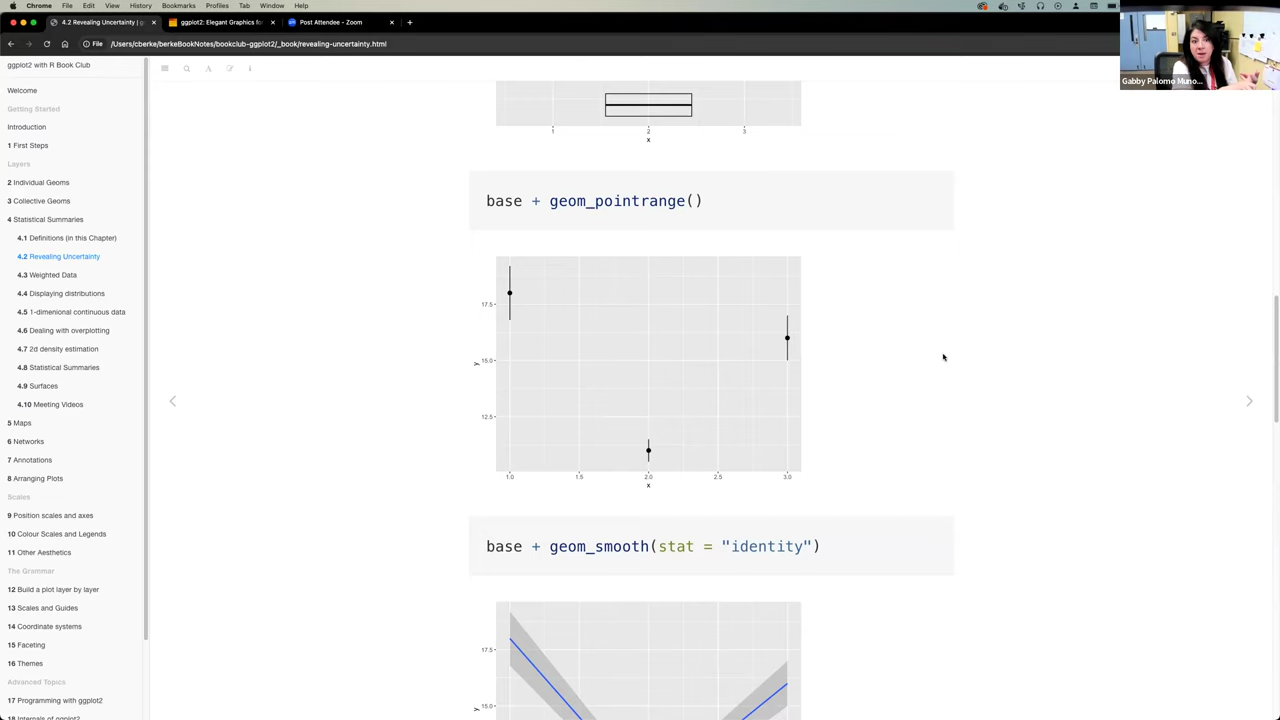 Chrome File Edit View History Bookmarks Profiles Tab Window Help
4.2 Revealing Uncertainty | g
ggplot2: Elegant Graphics fo
Post Attendee - Zoom
File /Users/cberke/berkeBookNotes/bookclub-ggplot2/_book/revealing-uncertainty.html
Gabby Palomo Muno...
ggplot2 with R Book Club
Welcome
Getting Started
Introduction
1 First Steps
Layers
2 Individual Geoms
3 Collective Geoms
4 Statistical Summaries
4.1 Definitions (in this Chapter)
4.2 Revealing Uncertainty
4.3 Weighted Data
4.4 Displaying distributions
4.5 1-dimenional continuous data
4.6 Dealing with overplotting
4.7 2d density estimation
4.8 Statistical Summaries
4.9 Surfaces
4.10 Meeting Videos
5 Maps
6 Networks
7 Annotations
8 Arranging Plots
Scales
9 Position scales and axes
10 Colour Scales and Legends
11 Other Aesthetics
The Grammar
12 Build a plot layer by layer
13 Scales and Guides
14 Coordinate systems
15 Faceting
16 Themes
Advanced Topics
17 Programming with ggplot2
18 Internals of ggplot2
1 2 3
x
base + geom_pointrange()
17.5
15.0
y
12.5
1.0 1.5 2.0 2.5 3.0
x
base + geom_smooth(stat = "identity")
17.5
15.0
y